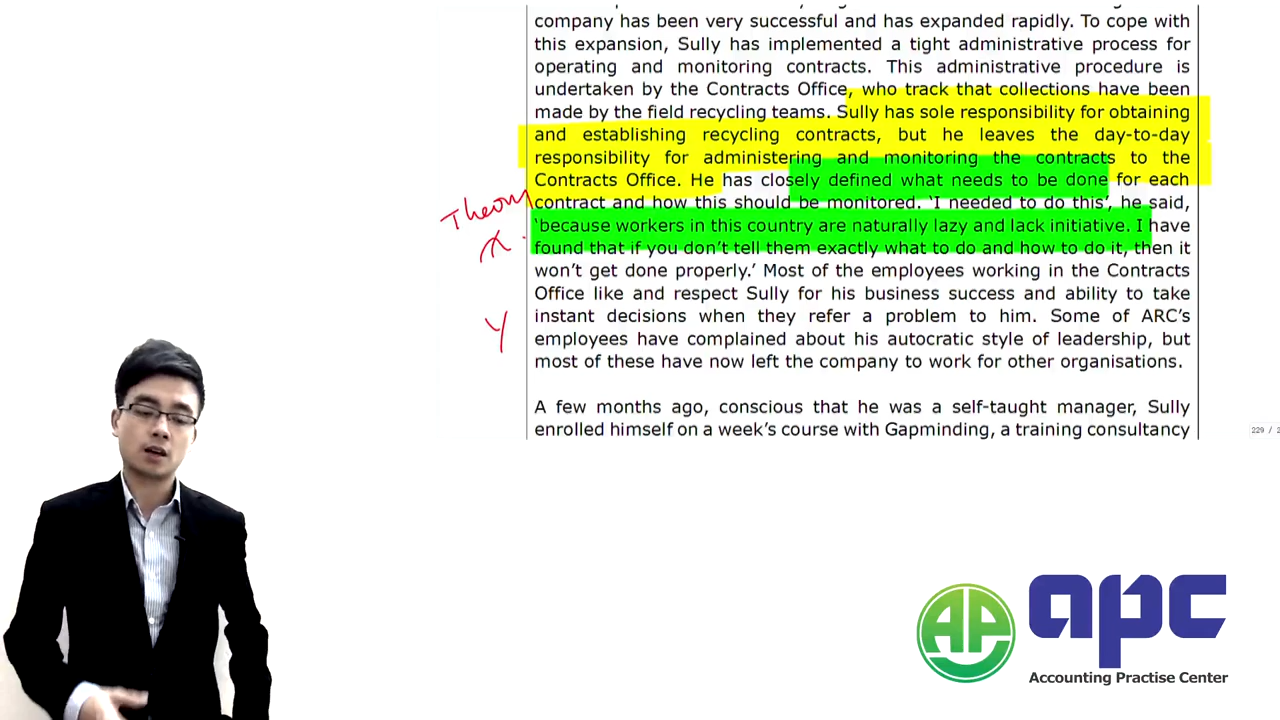 company has been very successful and has expanded rapidly. To cope with
this expansion, Sully has implemented a tight administrative process for
operating and monitoring contracts. This administrative procedure is
undertaken by the Contracts Office, who track that collections have been
made by the field recycling teams. Sully has sole responsibility for obtaining
and establishing recycling contracts, but he leaves the day-to-day
responsibility for administering and monitoring the contracts to the
Contracts Office. He has closely defined what needs to be done for each
contract and how this should be monitored. ‘I needed to do this’, he said,
‘because workers in this country are naturally lazy and lack initiative. I have
found that if you don’t tell them exactly what to do and how to do it, then it
won’t get done properly.’ Most of the employees working in the Contracts
Office like and respect Sully for his business success and ability to take
instant decisions when they refer a problem to him. Some of ARC’s
employees have complained about his autocratic style of leadership, but
most of these have now left the company to work for other organisations.
A few months ago, conscious that he was a self-taught manager, Sully
enrolled himself on a week’s course with Gapminding, a training consultancy
Theory
X.
Y
229 / 2
AP
apc
Accounting Practise Center